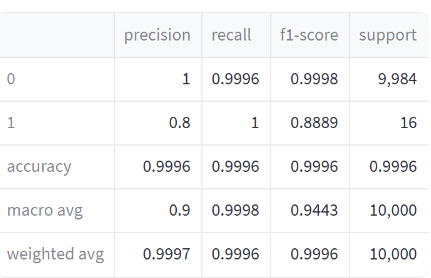 precision recall f1-score support
0 1 0.9996 0.9998 9,984
1 0.8 1 0.8889 16
accuracy 0.9996 0.9996 0.9996 0.9996
macro avg 0.9 0.9998 0.9443 10,000
weighted avg 0.9997 0.9996 0.9996 10,000